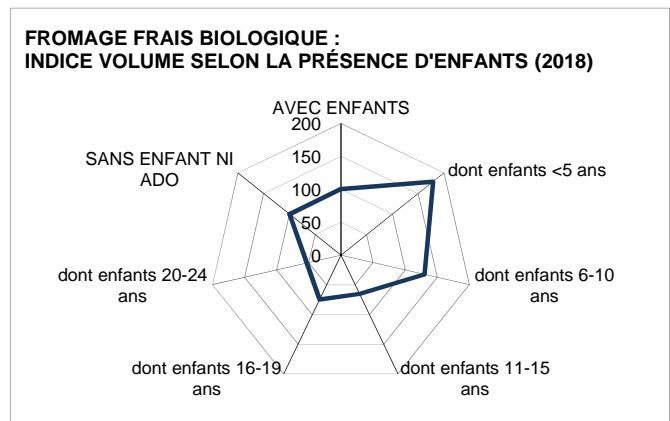 FROMAGE FRAIS BIOLOGIQUE :
INDICE VOLUME SELON LA PRÉSENCE D'ENFANTS (2018)
AVEC ENFANTS
200
150
100
50
0
dont enfants <5 ans
dont enfants 6-10
ans
dont enfants 11-15
ans
dont enfants 16-19
ans
dont enfants 20-24
ans
SANS ENFANT NI
ADO